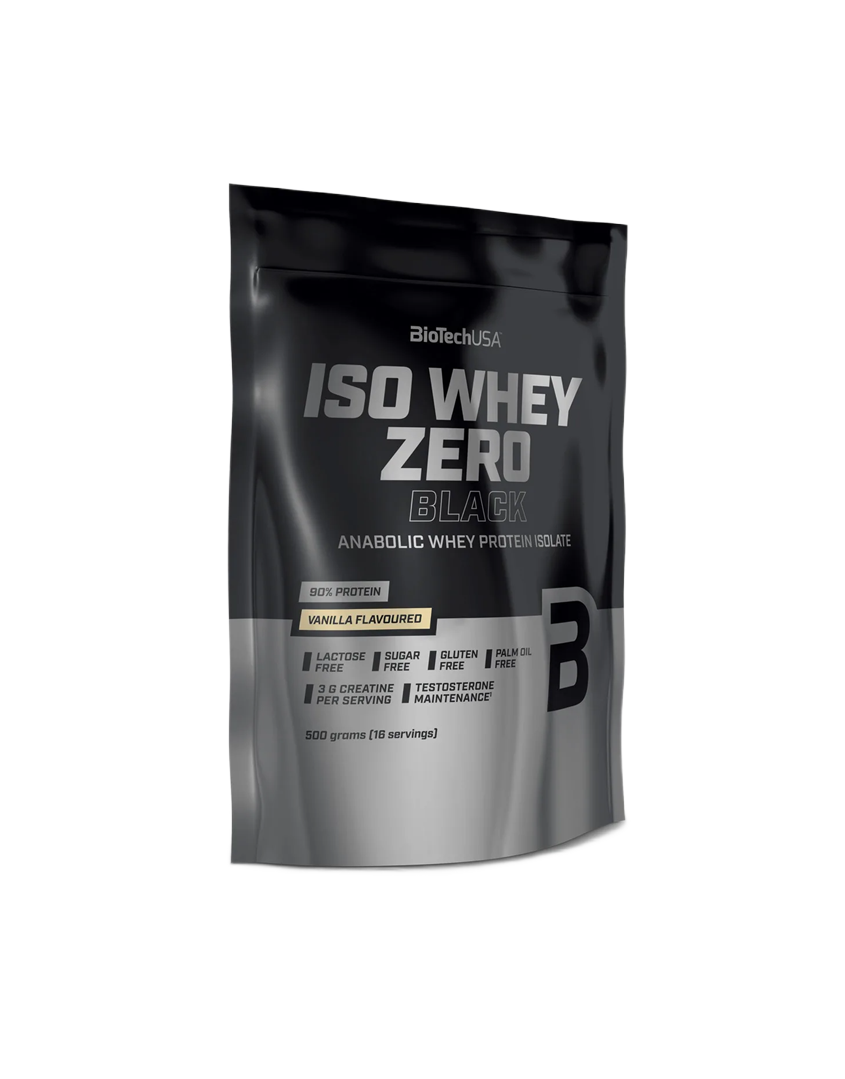 BioTechUSA™
ISO WHEY
ZERO
BLACK
ANABOLIC WHEY PROTEIN ISOLATE
90% PROTEIN
VANILLA FLAVOURED
LACTOSE FREE
SUGAR FREE
GLUTEN FREE
PALM OIL FREE
3 G CREATINE PER SERVING
TESTOSTERONE MAINTENANCE¹
500 grams (16 servings)
B